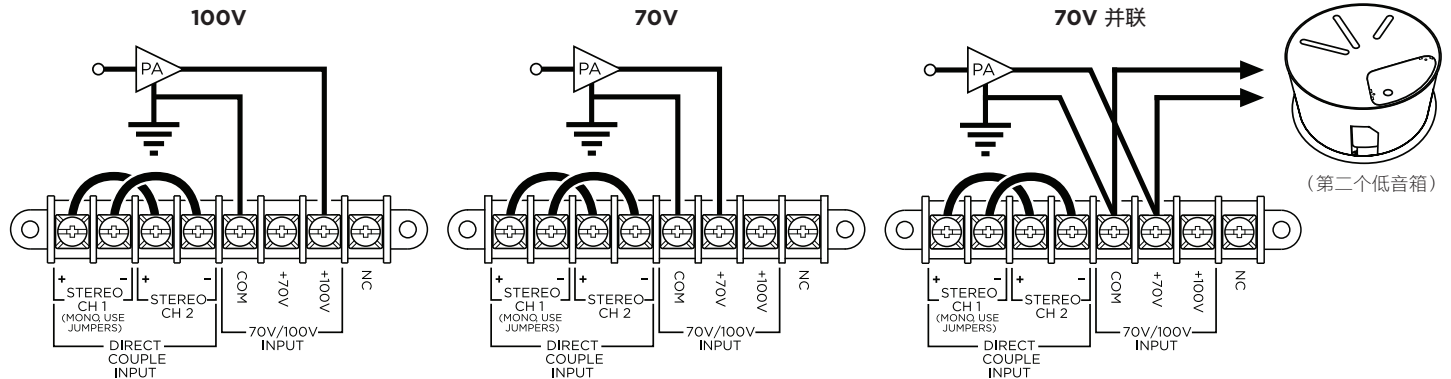 100V
PA
+
−
+
−
COM
+70V
+100V
NC
STEREO
CH 1
(MONO, USE
JUMPERS)
STEREO
CH 2
70V/100V
INPUT
DIRECT
COUPLE
INPUT
70V
PA
+
−
+
−
COM
+70V
+100V
NC
STEREO
CH 1
(MONO, USE
JUMPERS)
STEREO
CH 2
70V/100V
INPUT
DIRECT
COUPLE
INPUT
70V 并联
PA
（第二个低音箱）
+
−
+
−
COM
+70V
+100V
NC
STEREO
CH 1
(MONO, USE
JUMPERS)
STEREO
CH 2
70V/100V
INPUT
DIRECT
COUPLE
INPUT